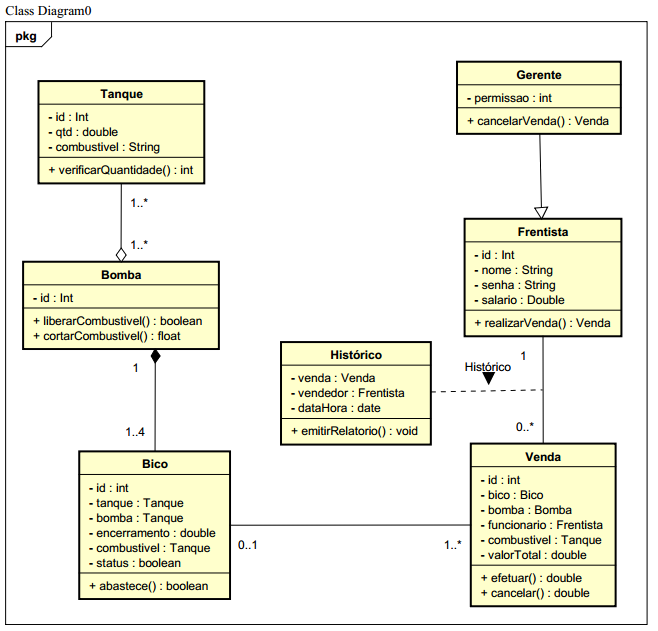 Class Diagram0
pkg
Tanque
- id : Int
- qtd : double
- combustivel : String
+ verificarQuantidade() : int
1..*
1..*
Bomba
- id : Int
+ liberarCombustivel() : boolean
+ cortarCombustivel() : float
1
1..4
Bico
- id : int
- tanque : Tanque
- bomba : Tanque
- encerramento : double
- combustivel : Tanque
- status : boolean
+ abastece() : boolean
0..1
1..*
Gerente
- permissao : int
+ cancelarVenda() : Venda
Frentista
- id : Int
- nome : String
- senha : String
- salario : Double
+ realizarVenda() : Venda
1
Histórico
0..*
Histórico
- venda : Venda
- vendedor : Frentista
- dataHora : date
+ emitirRelatorio() : void
Venda
- id : int
- bico : Bico
- bomba : Bomba
- funcionario : Frentista
- combustivel : Tanque
- valorTotal : double
+ efetuar() : double
+ cancelar() : double